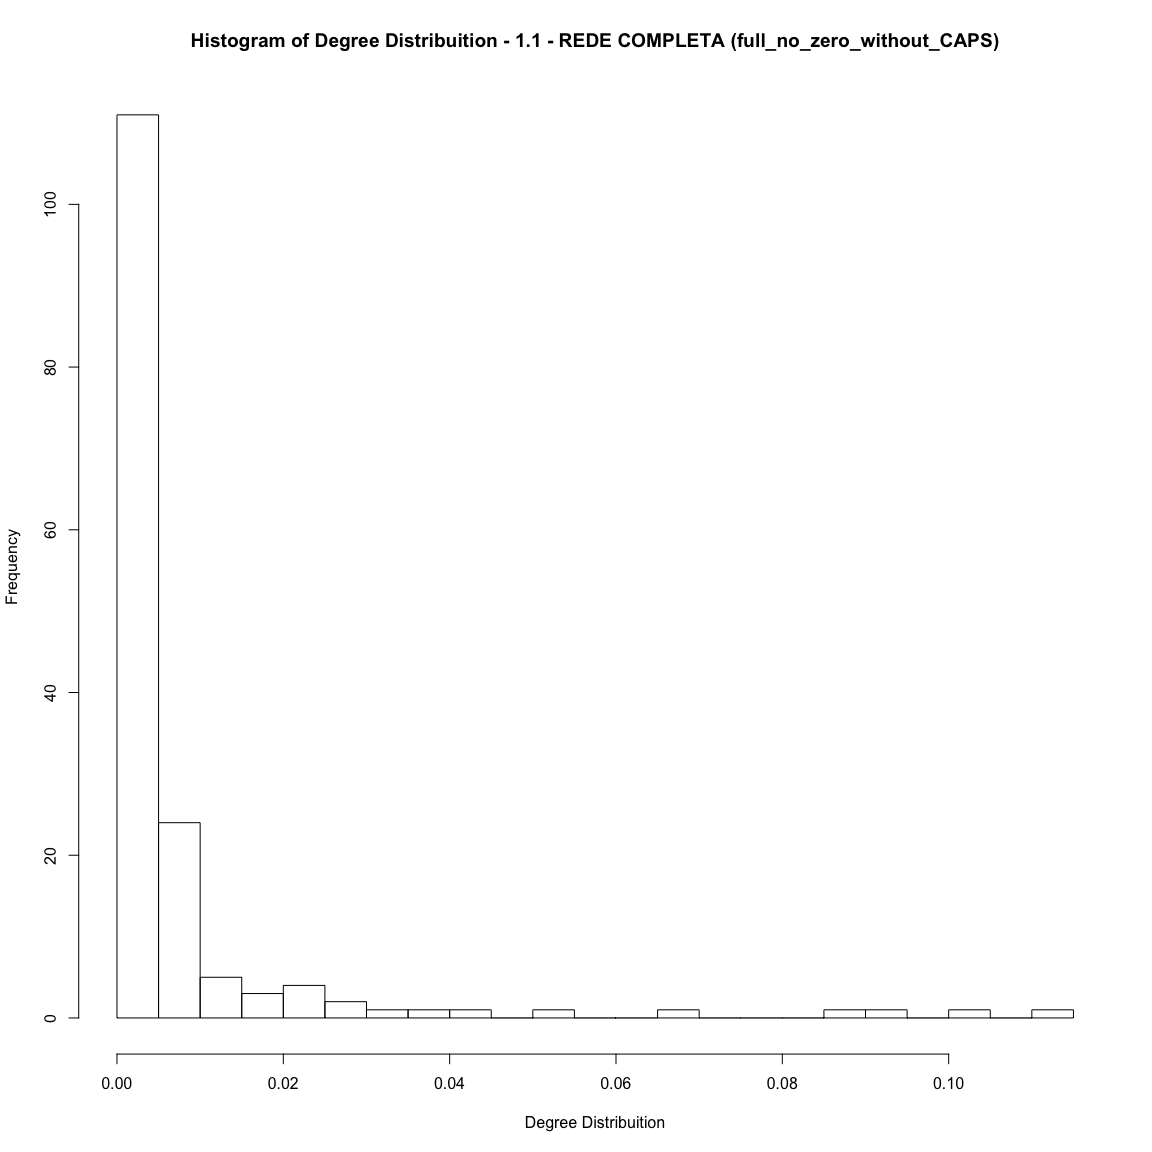 Histogram of Degree Distribuition - 1.1 - REDE COMPLETA (full_no_zero_without_CAPS)
100
80
60
40
20
0
Frequency
0.00 0.02 0.04 0.06 0.08 0.10
Degree Distribuition